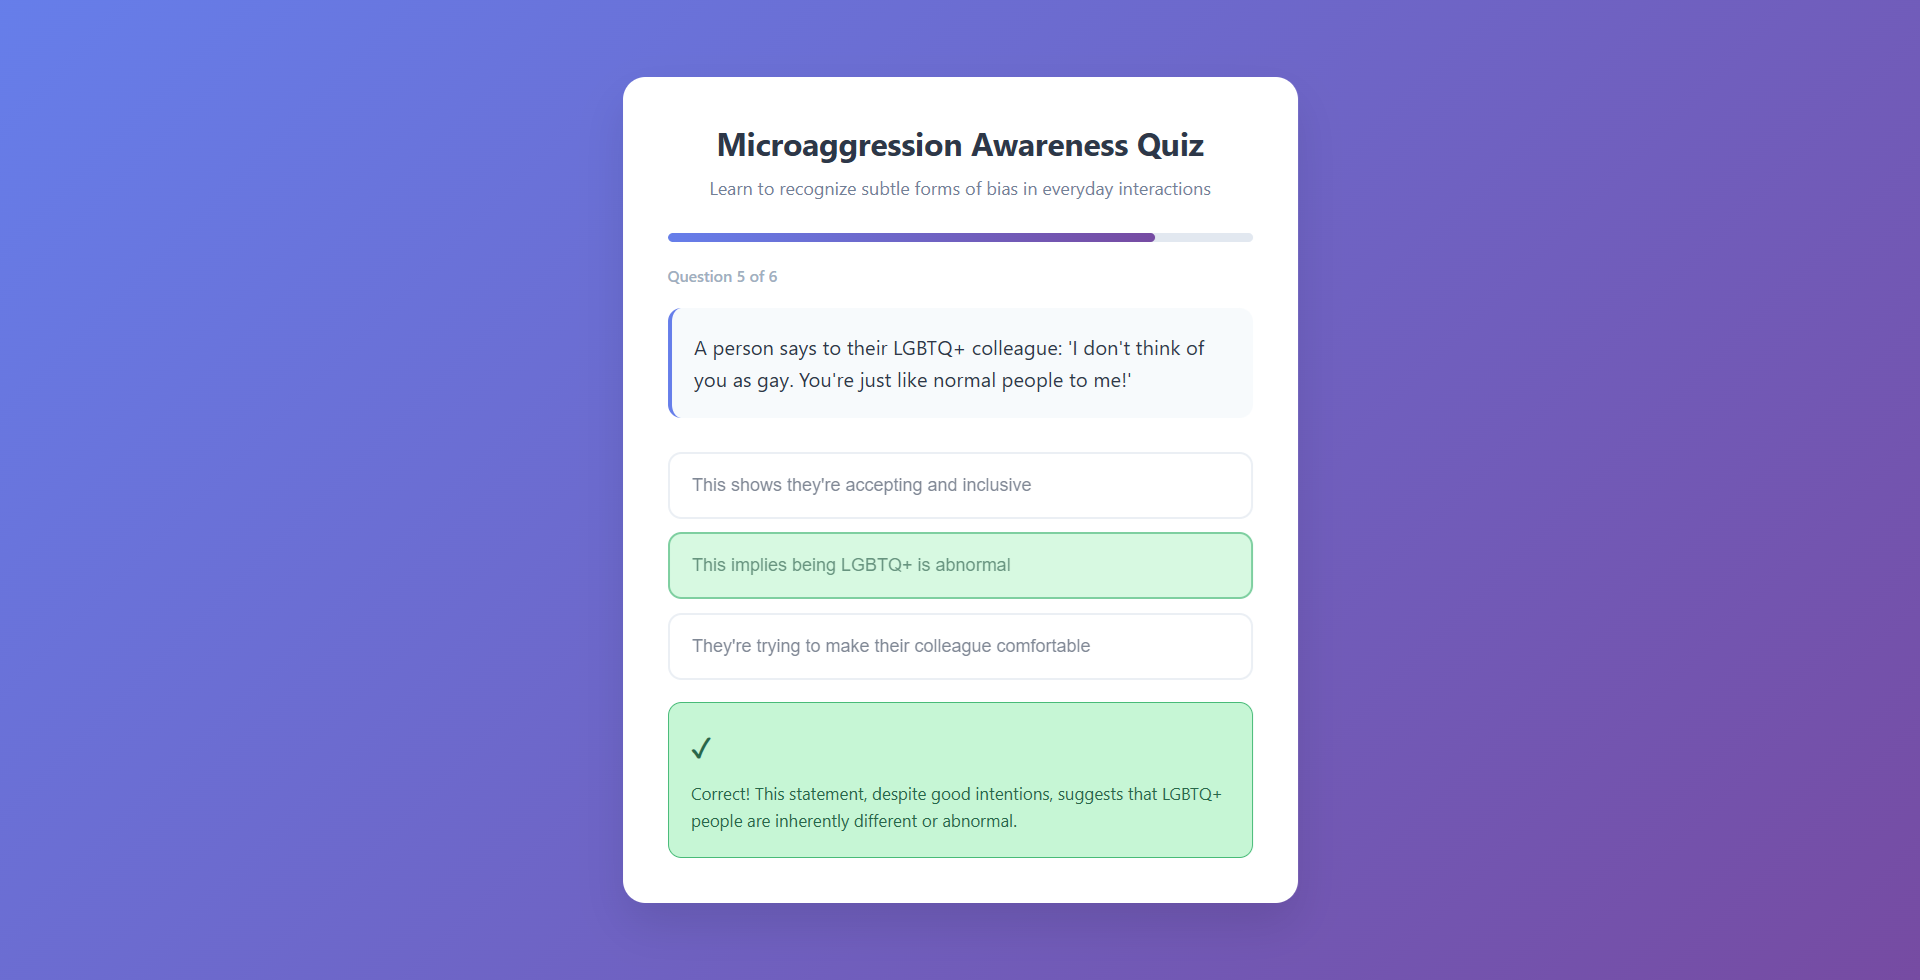 Microaggression Awareness Quiz
Learn to recognize subtle forms of bias in everyday interactions
Question 5 of 6
A person says to their LGBTQ+ colleague: 'I don't think of
you as gay. You're just like normal people to me!'
This shows they're accepting and inclusive
This implies being LGBTQ+ is abnormal
They're trying to make their colleague comfortable
✓
Correct! This statement, despite good intentions, suggests that LGBTQ+
people are inherently different or abnormal.